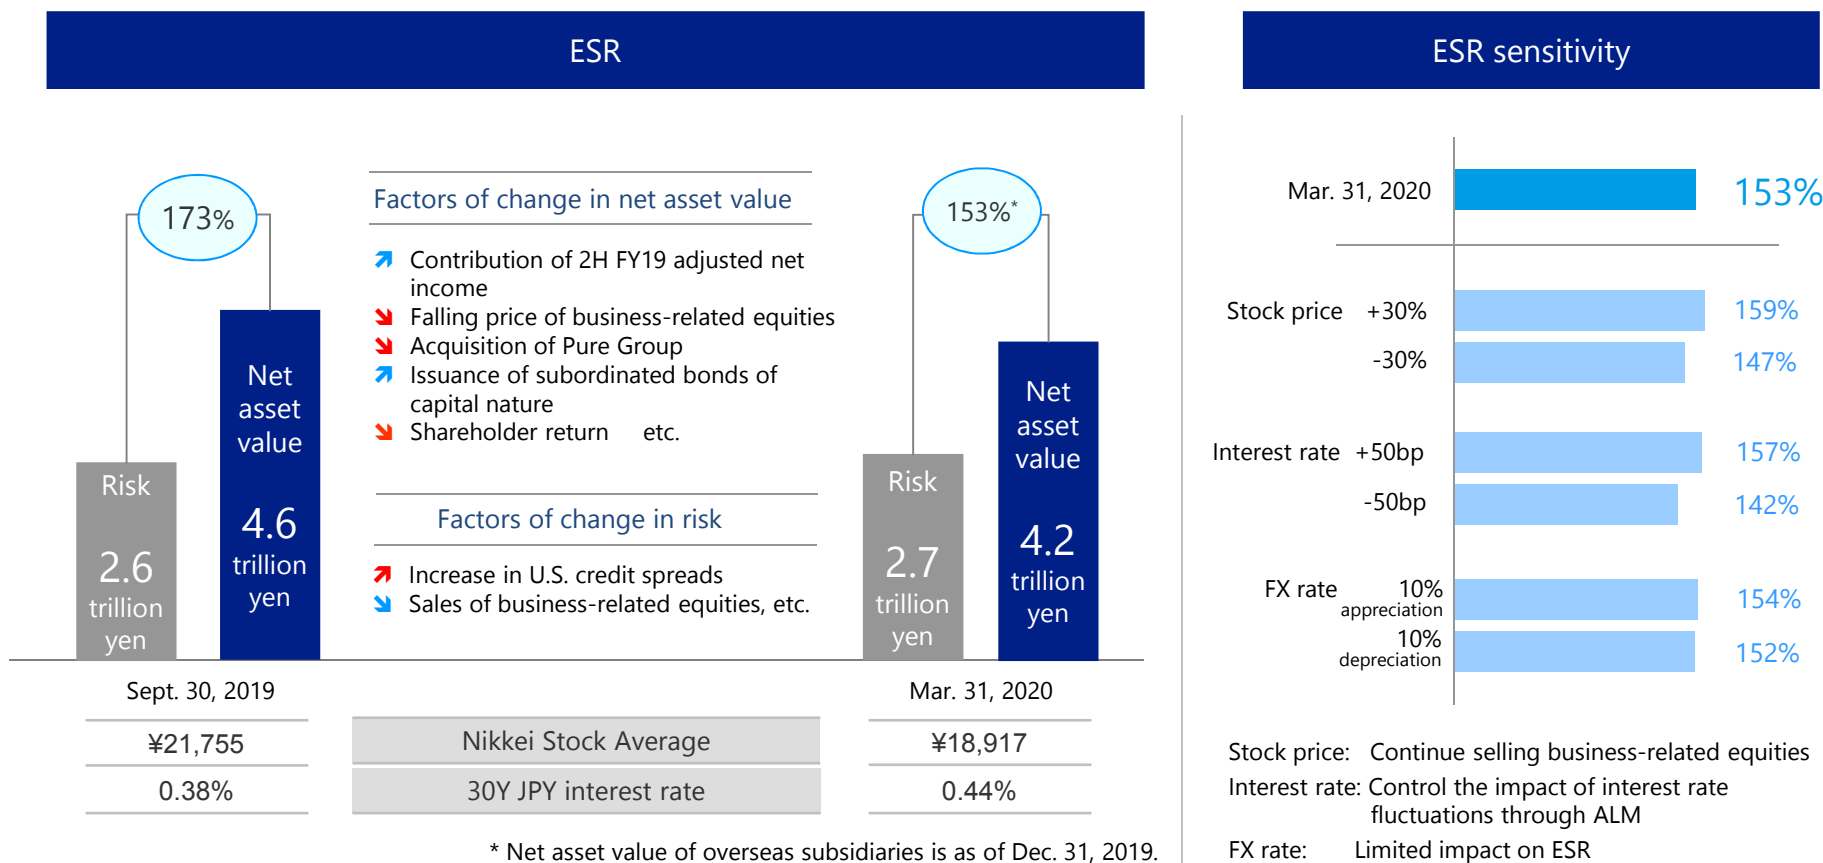 ESR
173%
Risk
2.6
trillion
yen
Net
asset
value
4.6
trillion
yen
Factors of change in net asset value
Contribution of 2H FY19 adjusted net
income
Falling price of business-related equities
Acquisition of Pure Group
Issuance of subordinated bonds of
capital nature
Shareholder return etc.
Factors of change in risk
Increase in U.S. credit spreads
Sales of business-related equities, etc.
153%*
Risk
2.7
trillion
yen
Net
asset
value
4.2
trillion
yen
Sept. 30, 2019
Mar. 31, 2020
¥21,755 Nikkei Stock Average ¥18,917
0.38% 30Y JPY interest rate 0.44%
* Net asset value of overseas subsidiaries is as of Dec. 31, 2019.
ESR sensitivity
Mar. 31, 2020 153%
Stock price +30% 159%
-30% 147%
Interest rate +50bp 157%
-50bp 142%
FX rate 10% 154%
appreciation
10% 152%
depreciation
Stock price: Continue selling business-related equities
Interest rate: Control the impact of interest rate
fluctuations through ALM
FX rate: Limited impact on ESR